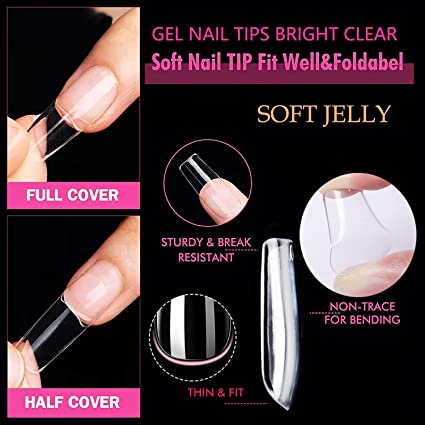 GEL NAIL TIPS BRIGHT CLEAR
Soft Nail TIP Fit Well&Foldabel
SOFT JELLY
FULL COVER
STURDY & BREAK
RESISTANT
NON-TRACE
FOR BENDING
THIN & FIT
HALF COVER